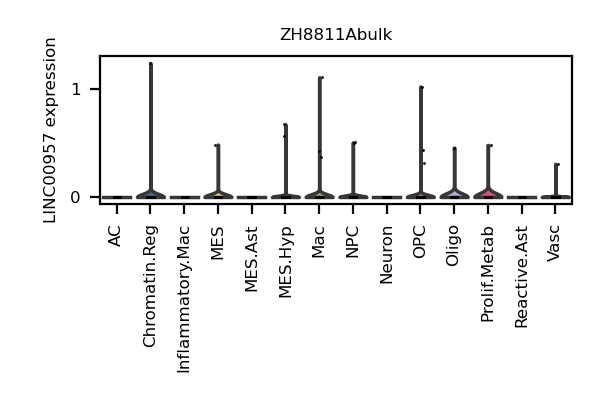 ZH8811Abulk
LINC00957 expression
1
0
AC
Chromatin.Reg
Inflammatory.Mac
MES
MES.Ast
MES.Hyp
Mac
NPC
Neuron
OPC
Oligo
Prolif.Metab
Reactive.Ast
Vasc